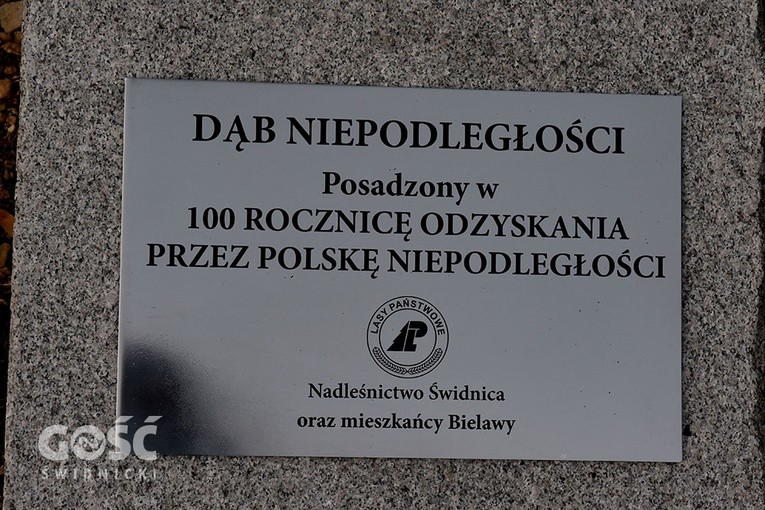 DĄB NIEPODLEGŁOŚCI
Posadzony w
100 ROCZNICĘ ODZYSKANIA
PRZEZ POLSKĘ NIEPODLEGŁOŚCI
LASY PAŃSTWOWE
Nadleśnictwo Świdnica
oraz mieszkańcy Bielawy
GOŚĆ
ŚWIDNICKI